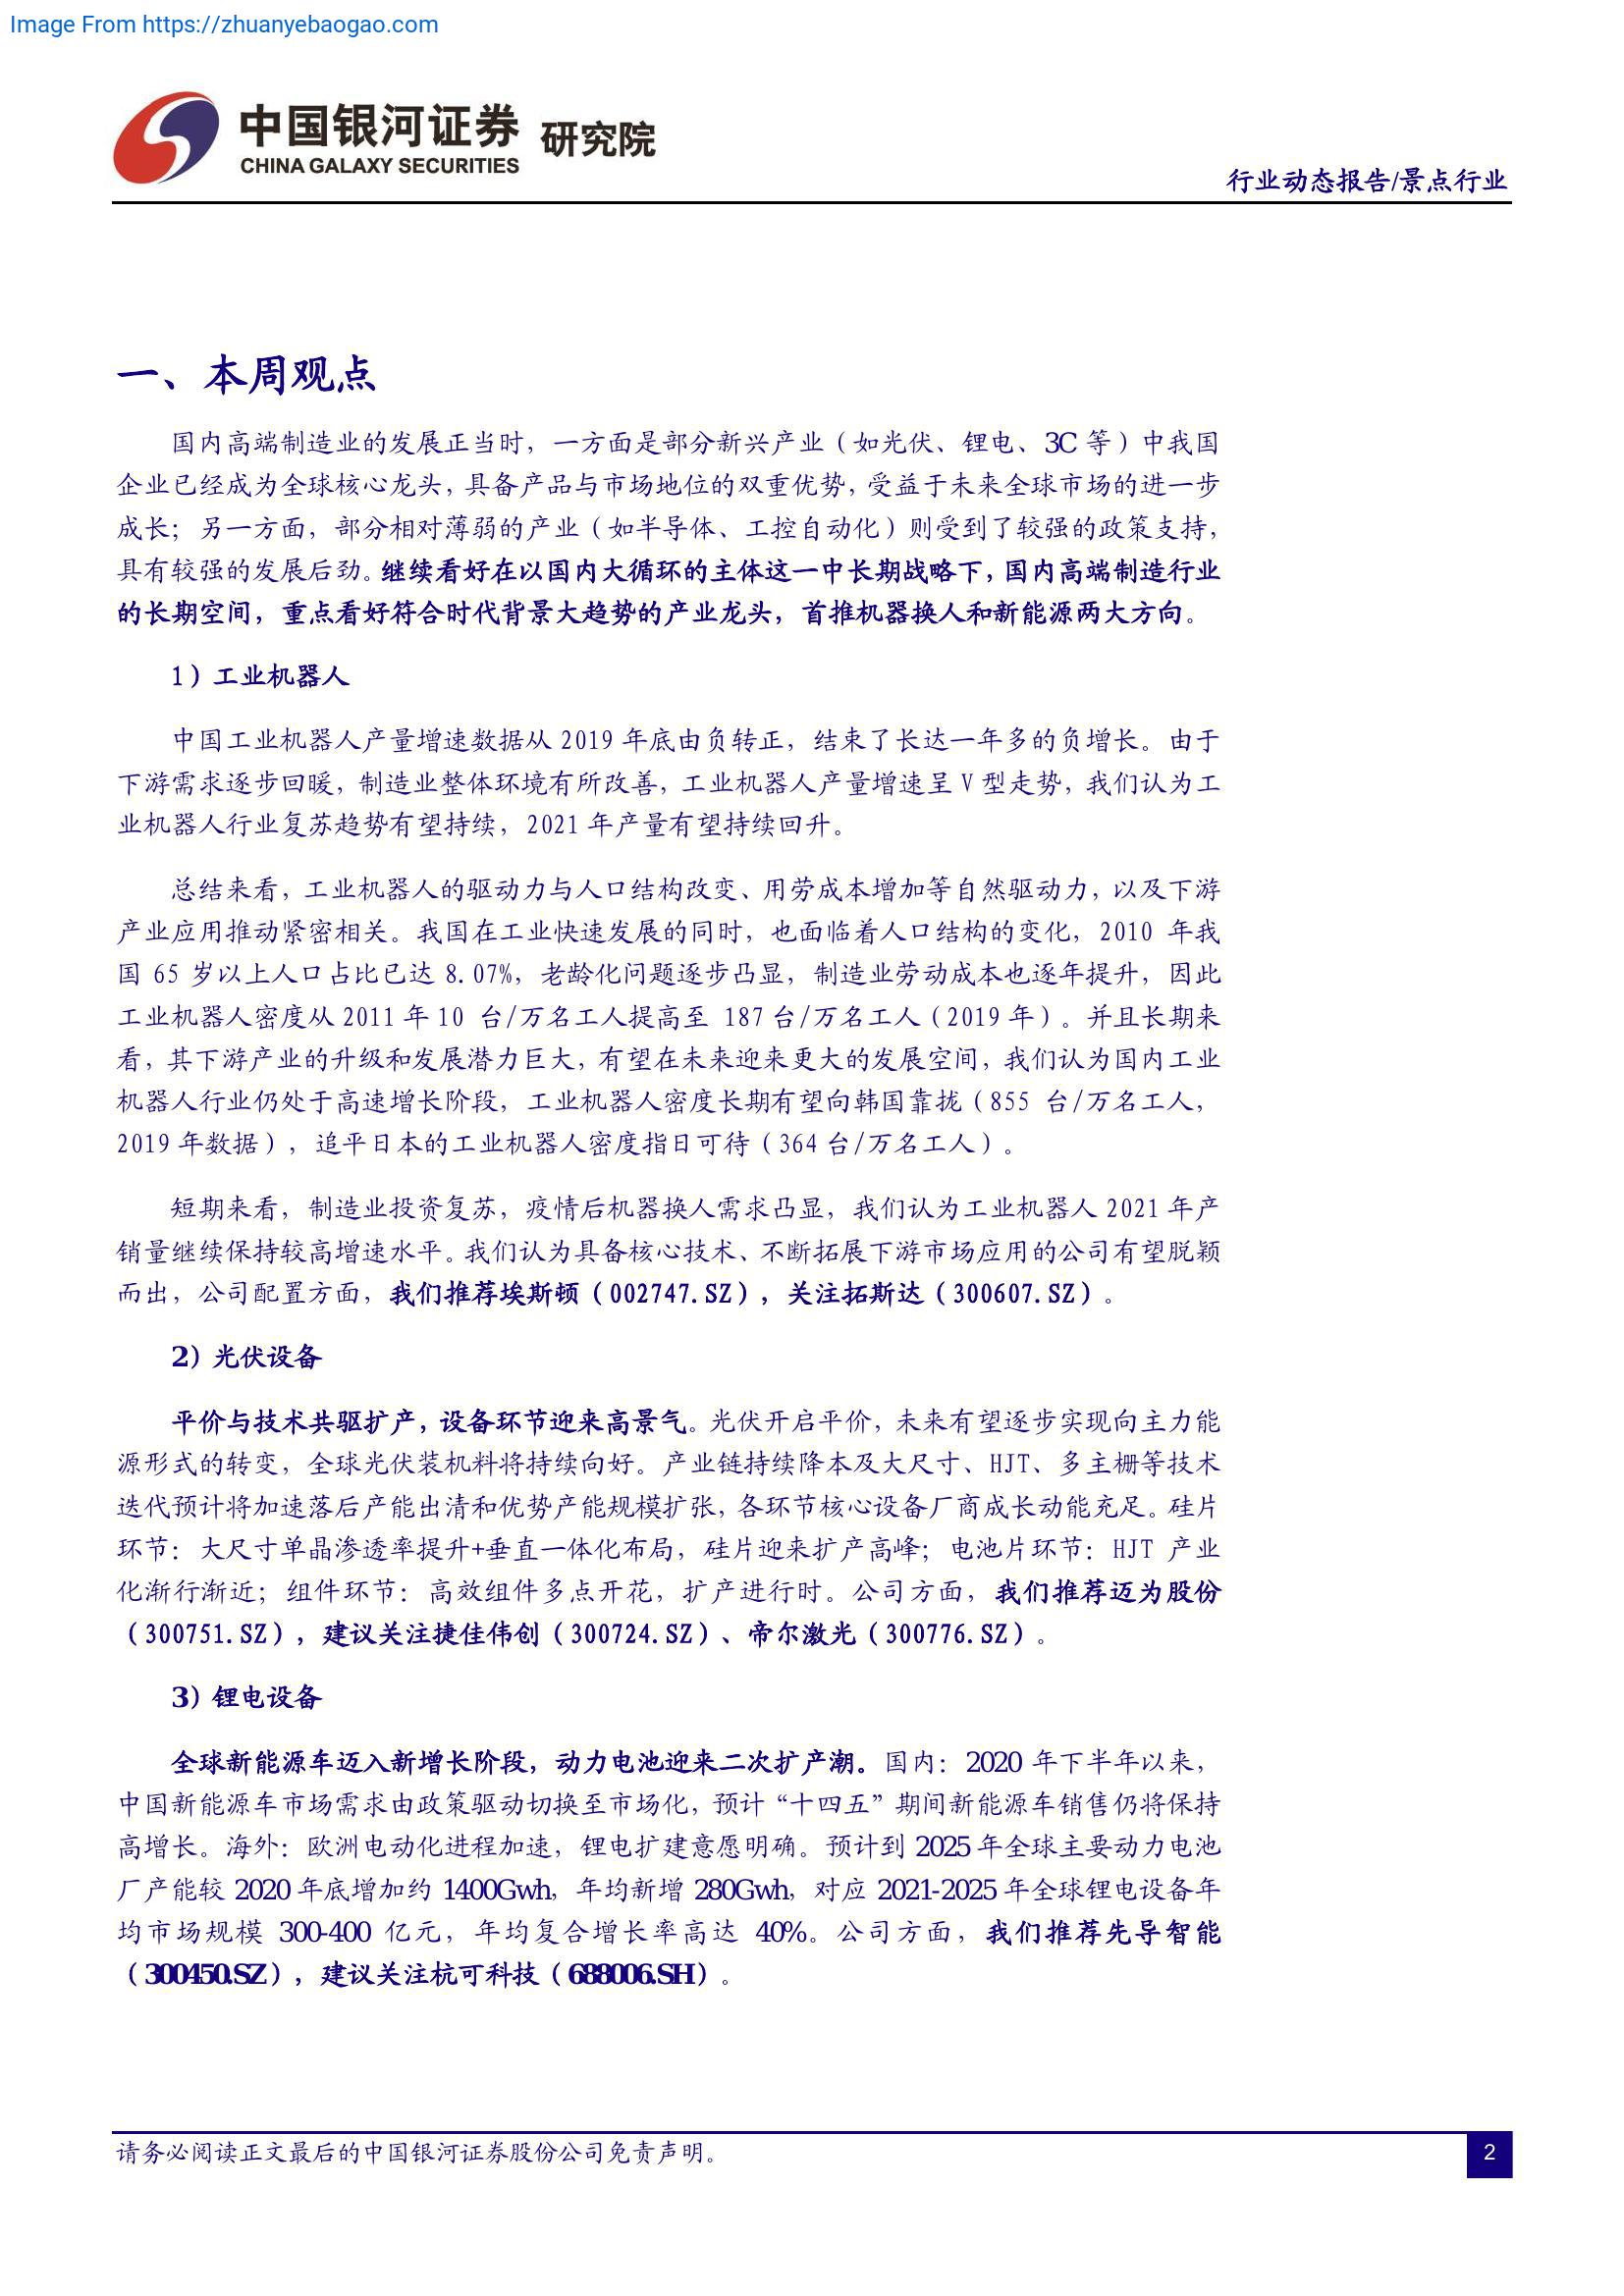 Image From https://zhuanyebaogao.com
中国银河证券 研究院
CHINA GALAXY SECURITIES
行业动态报告/景点行业
一、本周观点
国内高端制造业的发展正当时，一方面是部分新兴产业（如光伏、锂电、3C 等）中我国
企业已经成为全球核心龙头，具备产品与市场地位的双重优势，受益于未来全球市场的进一步
成长；另一方面，部分相对薄弱的产业（如半导体、工控自动化）则受到了较强的政策支持，
具有较强的发展后劲。继续看好在以国内大循环的主体这一中长期战略下，国内高端制造行业
的长期空间，重点看好符合时代背景大趋势的产业龙头，首推机器换人和新能源两大方向。
1）工业机器人
中国工业机器人产量增速数据从 2019 年底由负转正，结束了长达一年多的负增长。由于
下游需求逐步回暖，制造业整体环境有所改善，工业机器人产量增速呈 V 型走势，我们认为工
业机器人行业复苏趋势有望持续，2021 年产量有望持续回升。
总结来看，工业机器人的驱动力与人口结构改变、用劳成本增加等自然驱动力，以及下游
产业应用推动紧密相关。我国在工业快速发展的同时，也面临着人口结构的变化，2010 年我
国 65 岁以上人口占比已达 8.07%，老龄化问题逐步凸显，制造业劳动成本也逐年提升，因此
工业机器人密度从 2011 年 10 台/万名工人提高至 187 台/万名工人（2019 年）。并且长期来
看，其下游产业的升级和发展潜力巨大，有望在未来迎来更大的发展空间，我们认为国内工业
机器人行业仍处于高速增长阶段，工业机器人密度长期有望向韩国靠拢（855 台/万名工人，
2019 年数据），追平日本的工业机器人密度指日可待（364 台/万名工人）。
短期来看，制造业投资复苏，疫情后机器换人需求凸显，我们认为工业机器人 2021 年产
销量继续保持较高增速水平。我们认为具备核心技术、不断拓展下游市场应用的公司有望脱颖
而出，公司配置方面，我们推荐埃斯顿（002747.SZ），关注拓斯达（300607.SZ）。
2）光伏设备
平价与技术共驱扩产，设备环节迎来高景气。光伏开启平价，未来有望逐步实现向主力能
源形式的转变，全球光伏装机料将持续向好。产业链持续降本及大尺寸、HJT、多主栅等技术
迭代预计将加速落后产能出清和优势产能规模扩张，各环节核心设备厂商成长动能充足。硅片
环节：大尺寸单晶渗透率提升+垂直一体化布局，硅片迎来扩产高峰；电池片环节：HJT 产业
化渐行渐近；组件环节：高效组件多点开花，扩产进行时。公司方面，我们推荐迈为股份
（300751.SZ），建议关注捷佳伟创（300724.SZ）、帝尔激光（300776.SZ）。
3）锂电设备
全球新能源车迈入新增长阶段，动力电池迎来二次扩产潮。国内：2020 年下半年以来，
中国新能源车市场需求由政策驱动切换至市场化，预计“十四五”期间新能源车销售仍将保持
高增长。海外：欧洲电动化进程加速，锂电扩建意愿明确。预计到 2025 年全球主要动力电池
厂产能较 2020 年底增加约 1400Gwh，年均新增 280Gwh，对应 2021-2025 年全球锂电设备年
均市场规模 300-400 亿元，年均复合增长率高达 40%。公司方面，我们推荐先导智能
（300450.SZ），建议关注杭可科技（688006.SH）。
请务必阅读正文最后的中国银河证券股份公司免责声明。
2